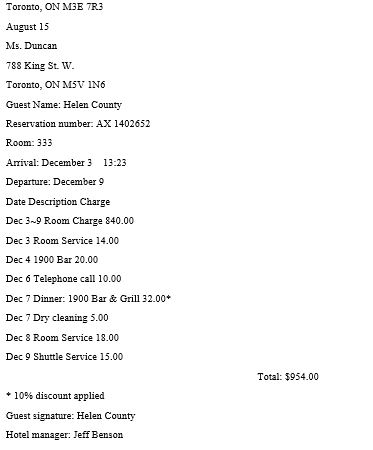 Toronto, ON M3E 7R3
August 15
Ms. Duncan
788 King St. W.
Toronto, ON M5V 1N6
Guest Name: Helen County
Reservation number: AX 1402652
Room: 333
Arrival: December 3    13:23
Departure: December 9
Date Description Charge
Dec 3~9 Room Charge 840.00
Dec 3 Room Service 14.00
Dec 4 1900 Bar 20.00
Dec 6 Telephone call 10.00
Dec 7 Dinner: 1900 Bar & Grill 32.00*
Dec 7 Dry cleaning 5.00
Dec 8 Room Service 18.00
Dec 9 Shuttle Service 15.00
Total: $954.00
* 10% discount applied
Guest signature: Helen County
Hotel manager: Jeff Benson